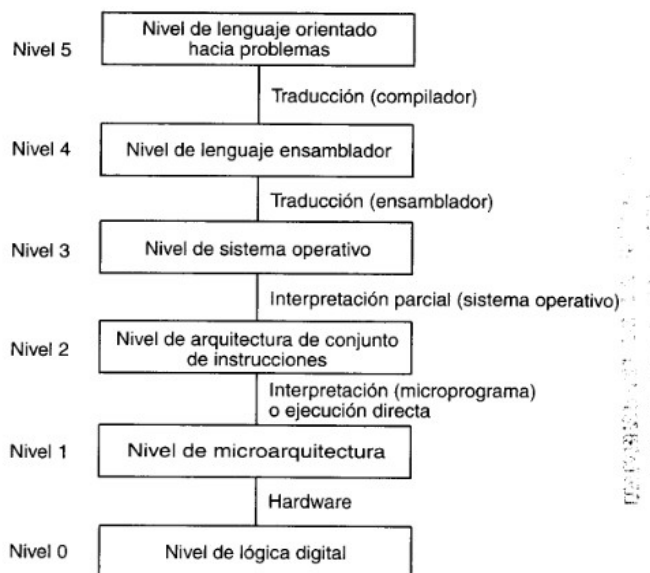 Nivel 5
Nivel de lenguaje orientado
hacia problemas
Traducción (compilador)
Nivel 4
Nivel de lenguaje ensamblador
Traducción (ensamblador)
Nivel 3
Nivel de sistema operativo
Interpretación parcial (sistema operativo)
Nivel 2
Nivel de arquitectura de conjunto
de instrucciones
Interpretación (microprograma)
o ejecución directa
Nivel 1
Nivel de microarquitectura
Hardware
Nivel 0
Nivel de lógica digital